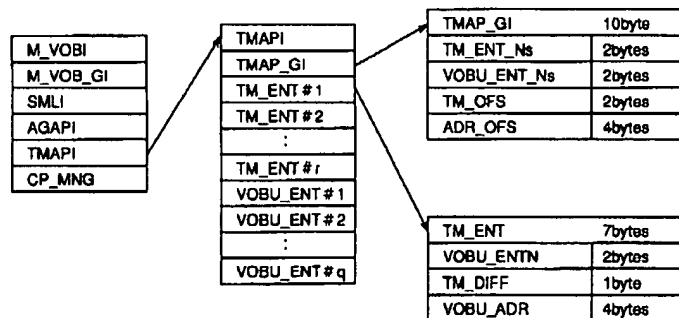 M_VOBI
M_VOB_GI
SMLI
AGAPI
TMAPI
CP_MNG
TMAPI
TMAP_GI
TM_ENT#1
TM_ENT#2
:
TM_ENT#r
VOBU_ENT#1
VOBU_ENT#2
:
VOBU_ENT#q
TMAP_GI 10byte
TM_ENT_Ns 2bytes
VOBU_ENT_Ns 2bytes
TM_OFS 2bytes
ADR_OFS 4bytes
TM_ENT 7bytes
VOBU_ENTN 2bytes
TM_DIFF 1byte
VOBU_ADR 4bytes